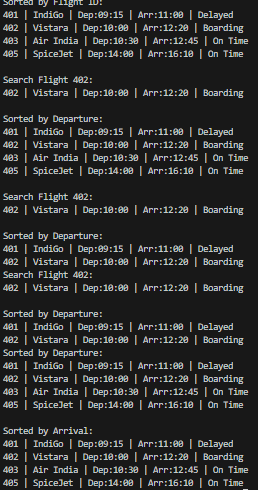 Sorted by Flight ID:
401 | IndiGo | Dep:09:15 | Arr:11:00 | Delayed
402 | Vistara | Dep:10:00 | Arr:12:20 | Boarding
403 | Air India | Dep:10:30 | Arr:12:45 | On Time
405 | SpiceJet | Dep:14:00 | Arr:16:10 | On Time
Search Flight 402:
402 | Vistara | Dep:10:00 | Arr:12:20 | Boarding
Sorted by Departure:
401 | IndiGo | Dep:09:15 | Arr:11:00 | Delayed
402 | Vistara | Dep:10:00 | Arr:12:20 | Boarding
403 | Air India | Dep:10:30 | Arr:12:45 | On Time
405 | SpiceJet | Dep:14:00 | Arr:16:10 | On Time
Search Flight 402:
402 | Vistara | Dep:10:00 | Arr:12:20 | Boarding
Sorted by Departure:
401 | IndiGo | Dep:09:15 | Arr:11:00 | Delayed
402 | Vistara | Dep:10:00 | Arr:12:20 | Boarding
Search Flight 402:
402 | Vistara | Dep:10:00 | Arr:12:20 | Boarding
Sorted by Departure:
401 | IndiGo | Dep:09:15 | Arr:11:00 | Delayed
402 | Vistara | Dep:10:00 | Arr:12:20 | Boarding
Sorted by Departure:
401 | IndiGo | Dep:09:15 | Arr:11:00 | Delayed
402 | Vistara | Dep:10:00 | Arr:12:20 | Boarding
403 | Air India | Dep:10:30 | Arr:12:45 | On Time
405 | SpiceJet | Dep:14:00 | Arr:16:10 | On Time
Sorted by Arrival:
401 | IndiGo | Dep:09:15 | Arr:11:00 | Delayed
402 | Vistara | Dep:10:00 | Arr:12:20 | Boarding
403 | Air India | Dep:10:30 | Arr:12:45 | On Time
405 | SpiceJet | Dep:14:00 | Arr:16:10 | On Time